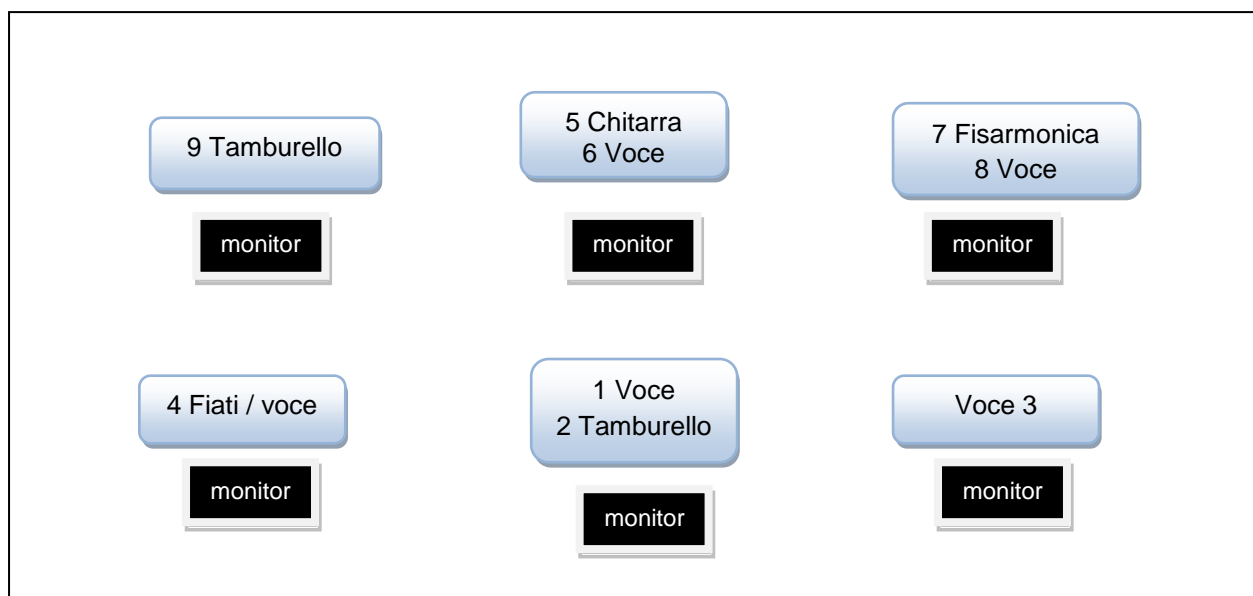 9 Tamburello
5 Chitarra
6 Voce
7 Fisarmonica
8 Voce
monitor
monitor
monitor
4 Fiati / voce
1 Voce
2 Tamburello
Voce 3
monitor
monitor
monitor